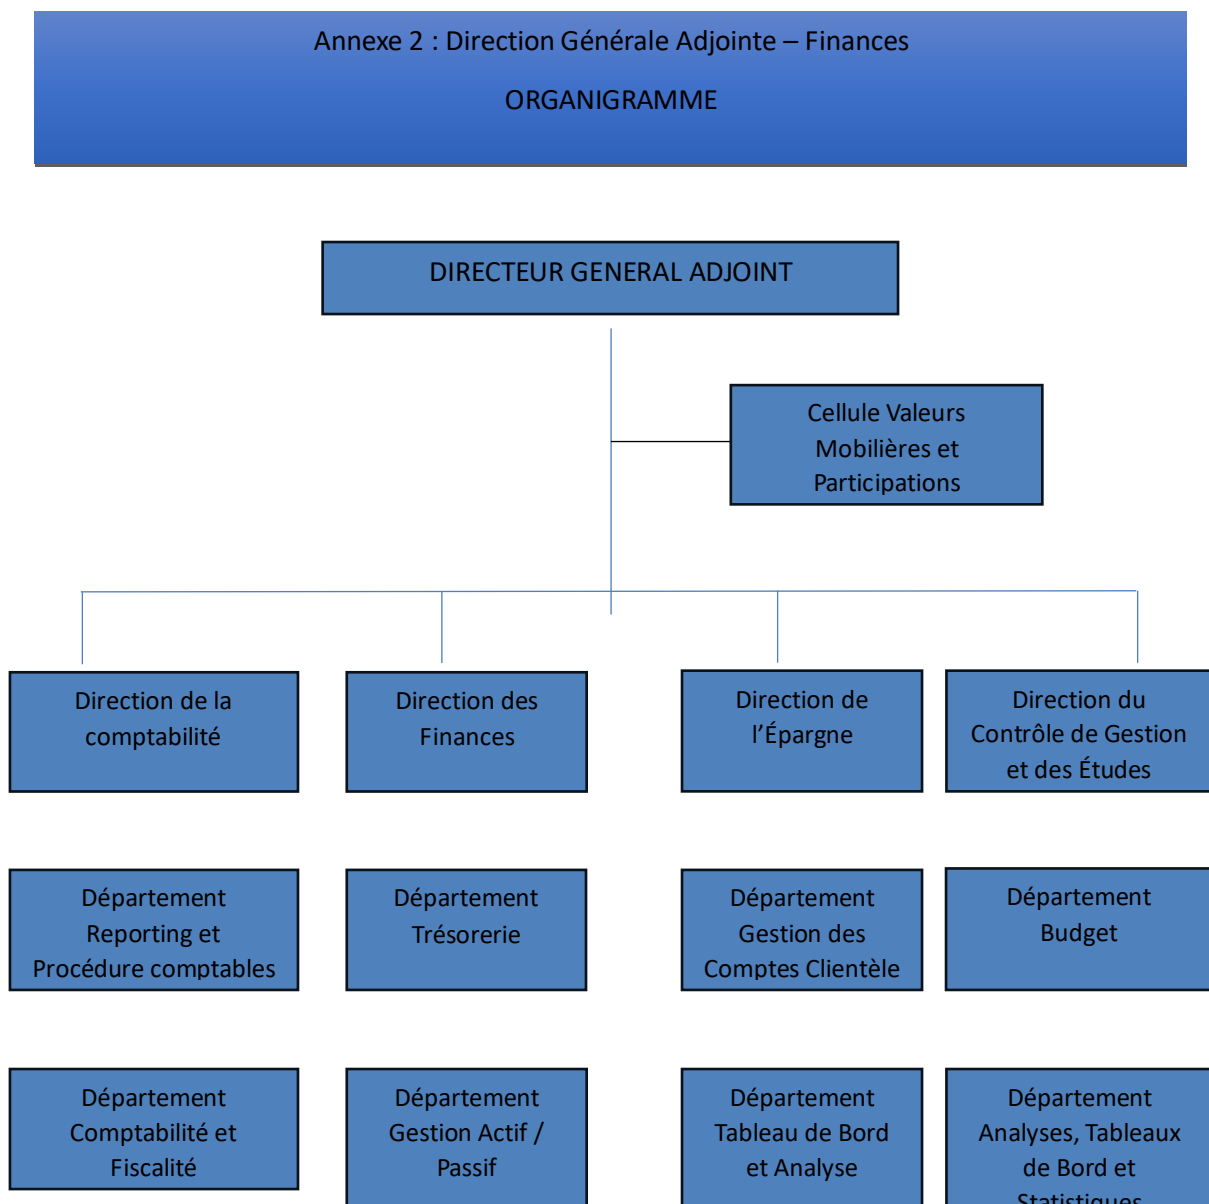 Annexe 2 : Direction Générale Adjointe – Finances
ORGANIGRAMME
DIRECTEUR GENERAL ADJOINT
Cellule Valeurs
Mobilières et
Participations
Direction de la
comptabilité
Direction des
Finances
Direction de
l’Épargne
Direction du
Contrôle de Gestion
et des Études
Département
Reporting et
Procédure comptables
Département
Trésorerie
Département
Gestion des
Comptes Clientèle
Département
Budget
Département
Comptabilité et
Fiscalité
Département
Gestion Actif /
Passif
Département
Tableau de Bord
et Analyse
Département
Analyses, Tableaux
de Bord et
Statistiques